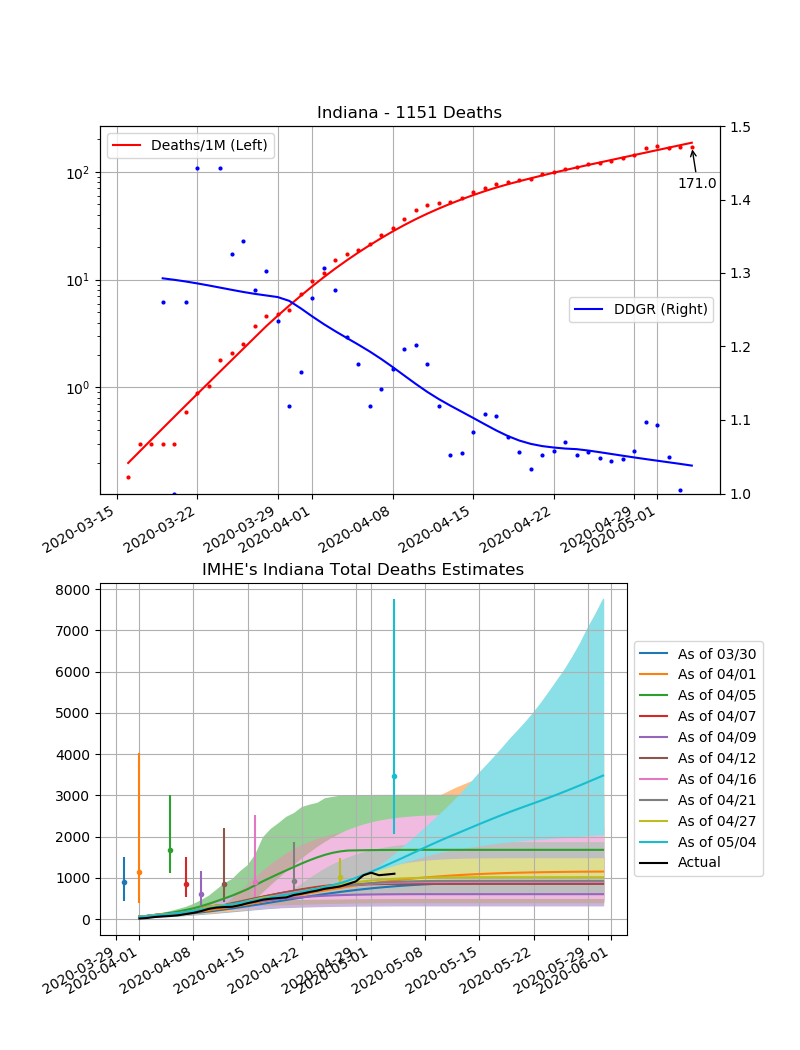 Indiana - 1151 Deaths
Deaths/1M (Left)
DDGR (Right)
171.0
10²
10¹
10⁰
1.5
1.4
1.3
1.2
1.1
1.0
2020-03-15
2020-03-22
2020-03-29
2020-04-01
2020-04-08
2020-04-15
2020-04-22
2020-04-29
2020-05-01
IMHE's Indiana Total Deaths Estimates
8000
7000
6000
5000
4000
3000
2000
1000
0
As of 03/30
As of 04/01
As of 04/05
As of 04/07
As of 04/09
As of 04/12
As of 04/16
As of 04/21
As of 04/27
As of 05/04
Actual
2020-03-29
2020-04-01
2020-04-08
2020-04-15
2020-04-22
2020-04-29
2020-05-01
2020-05-08
2020-05-15
2020-05-22
2020-05-29
2020-06-01